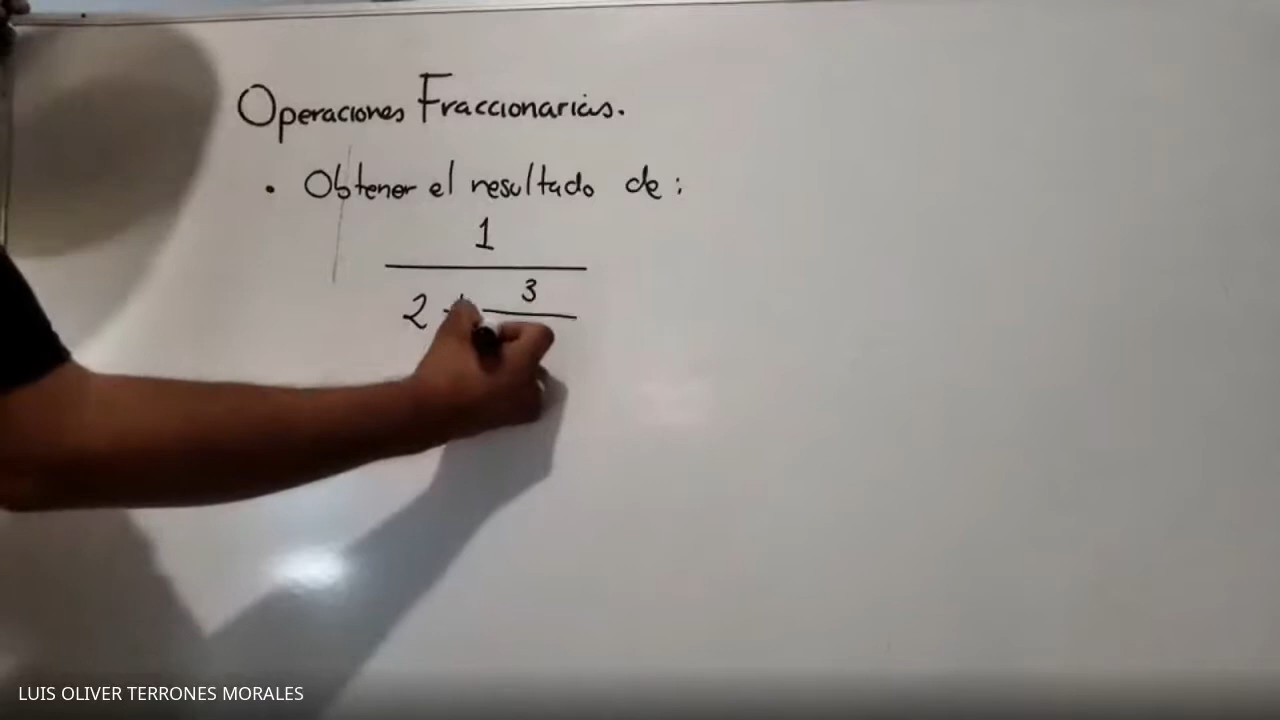 Operaciones Fraccionarias.
• Obtener el resultado de:
1
2 + 3
LUIS OLIVER TERRONES MORALES